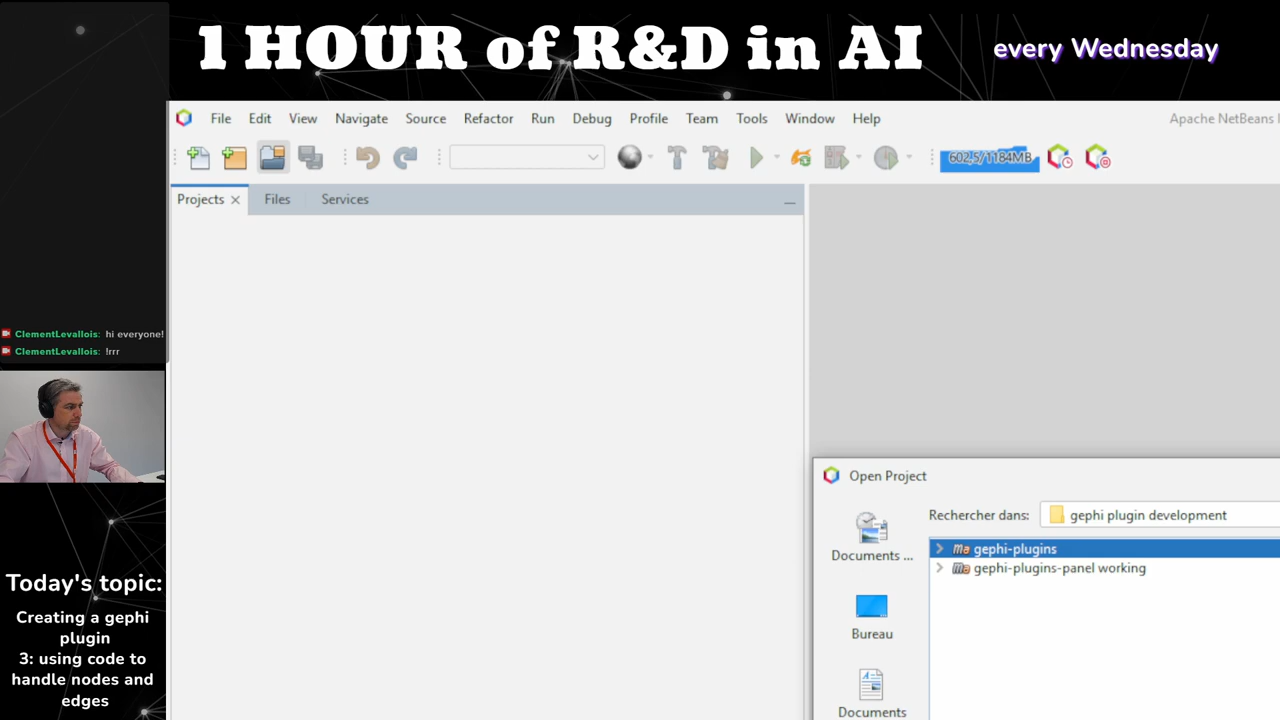 1 HOUR of R&D in AI
every Wednesday
File Edit View Navigate Source Refactor Run Debug Profile Team Tools Window Help
Apache NetBeans
602,5/1184MB
Projects Files Services
ClementLevallois: hi everyone!
ClementLevallois: !rrr
Open Project
Rechercher dans: gephi plugin development
Documents ...
gephi-plugins
gephi-plugins-panel working
Bureau
Documents
Today's topic:
Creating a gephi
plugin
3: using code to
handle nodes and
edges